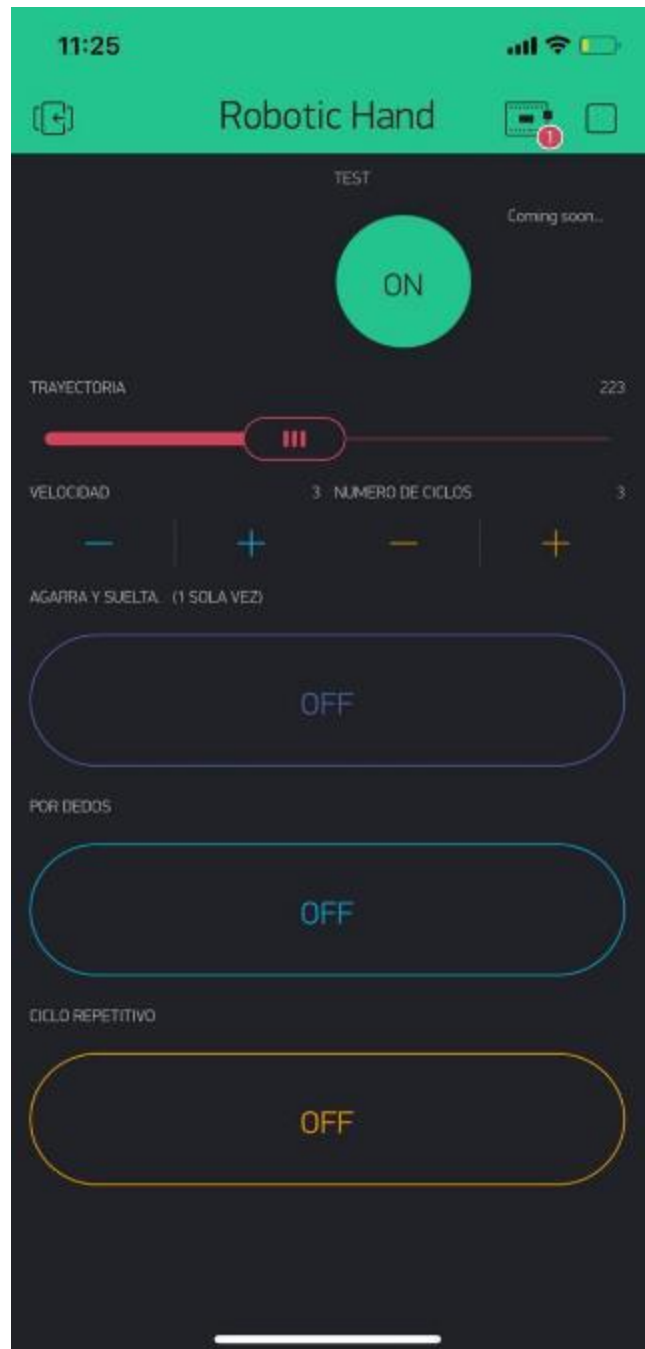 11:25
Robotic Hand
1
TEST
Coming soon...
ON
TRAYECTORIA 223
VELOCIDAD 3 NUMERO DE CICLOS 3
AGARRA Y SUELTA. (1 SOLA VEZ)
OFF
POR DEDOS
OFF
CICLO REPETITIVO
OFF